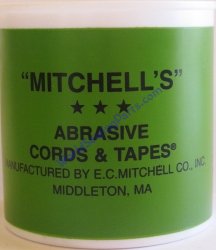 "MITCHELL'S"
★ ★ ★
ABRASIVE
CORDS & TAPES®
MANUFACTURED BY E.C.MITCHELL CO., INC.
MIDDLETON, MA